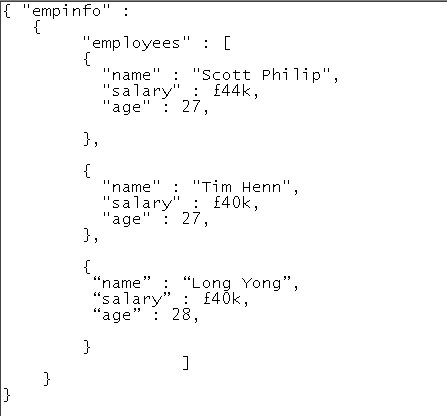 { "empinfo" :
{
"employees" : [
{
"name" : "Scott Philip",
"salary" : £44k,
"age" : 27,
},
{
"name" : "Tim Henn",
"salary" : £40k,
"age" : 27,
},
{
“name” : “Long Yong”,
“salary” : £40k,
“age” : 28,
}
]
}
}